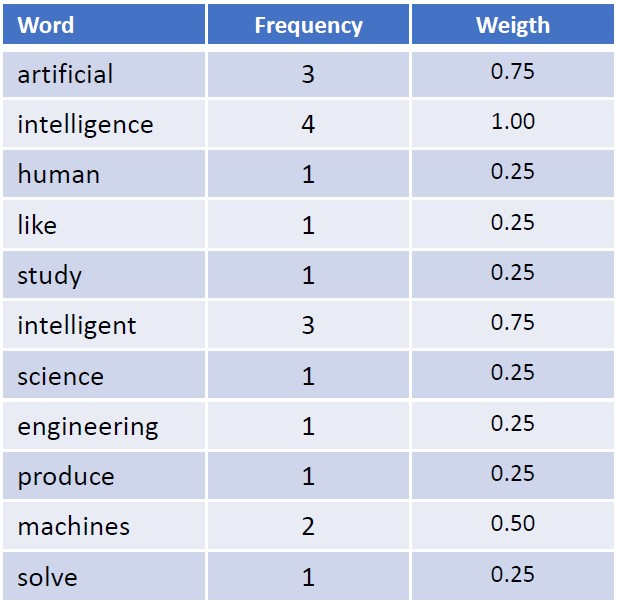 Word Frequency Weigth
artificial 3 0.75
intelligence 4 1.00
human 1 0.25
like 1 0.25
study 1 0.25
intelligent 3 0.75
science 1 0.25
engineering 1 0.25
produce 1 0.25
machines 2 0.50
solve 1 0.25